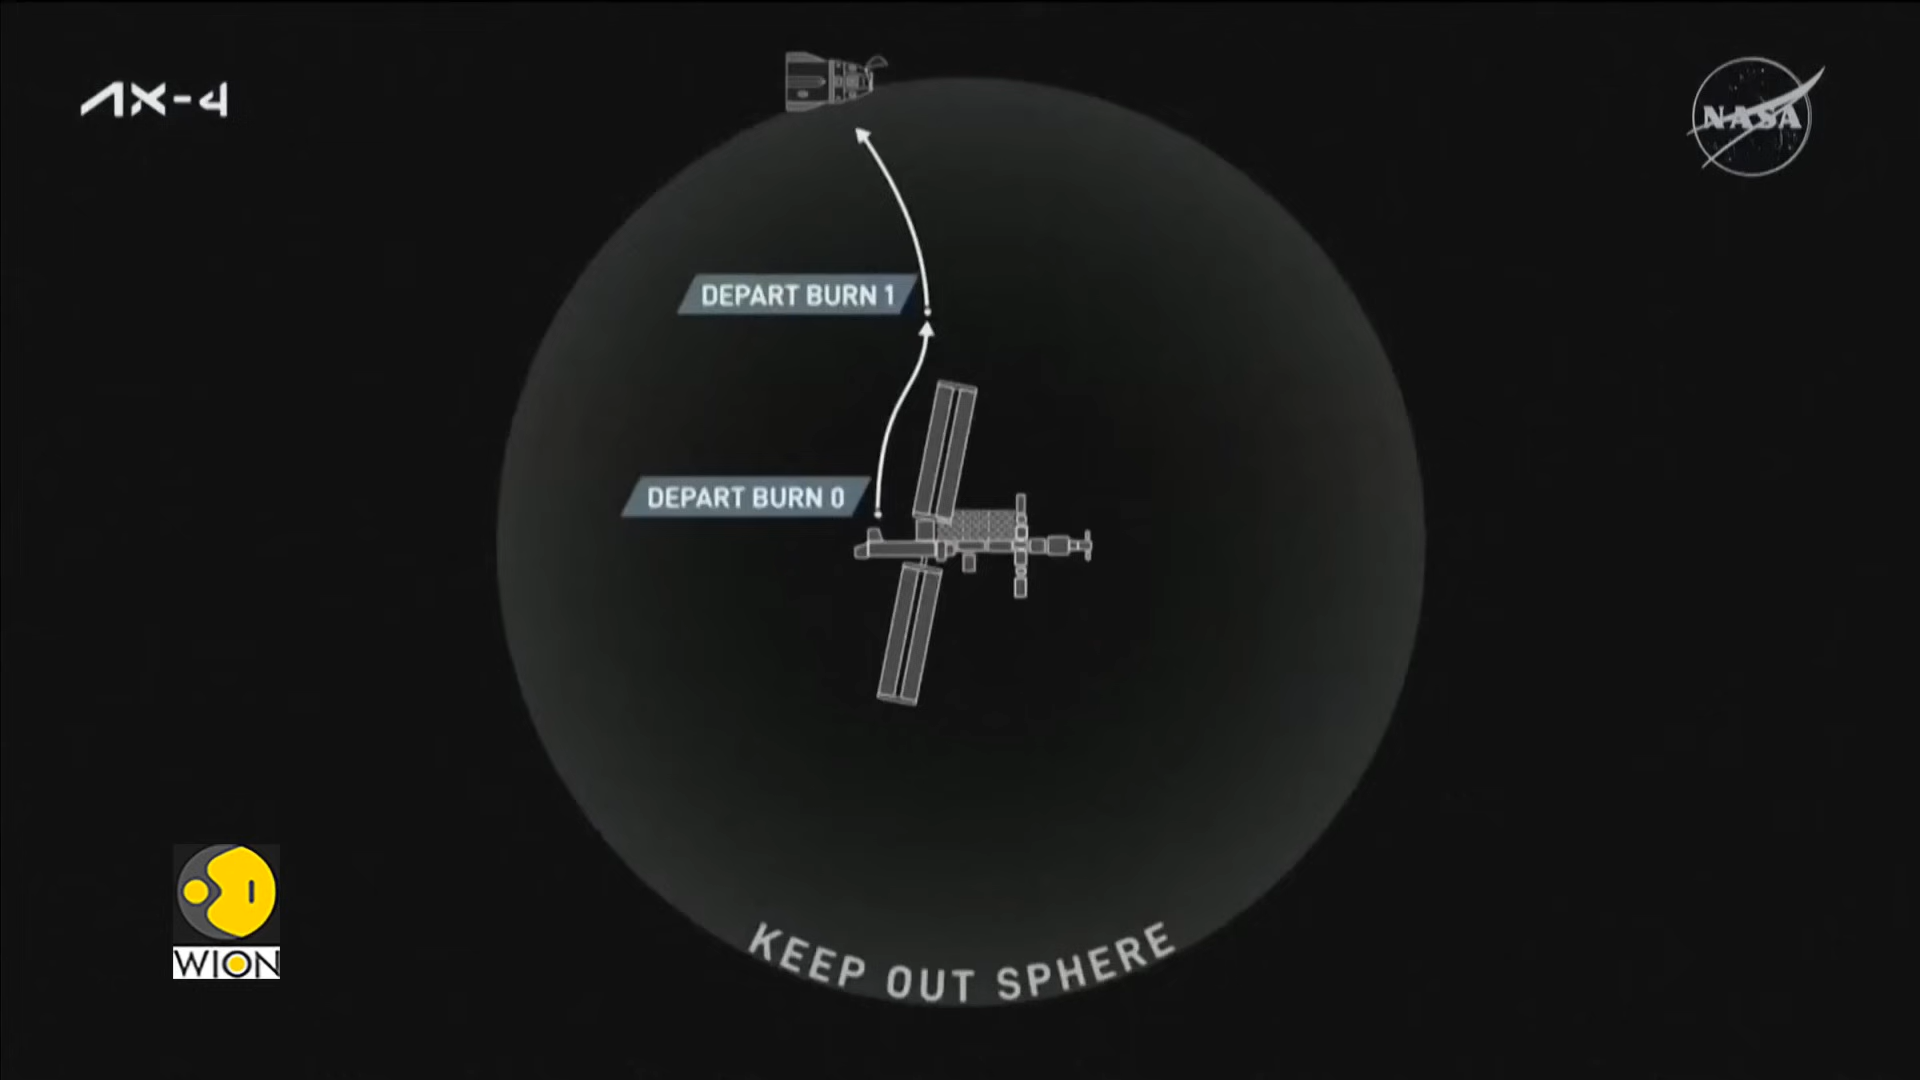 AX-4
NASA
DEPART BURN 1
DEPART BURN 0
KEEP OUT SPHERE
WION